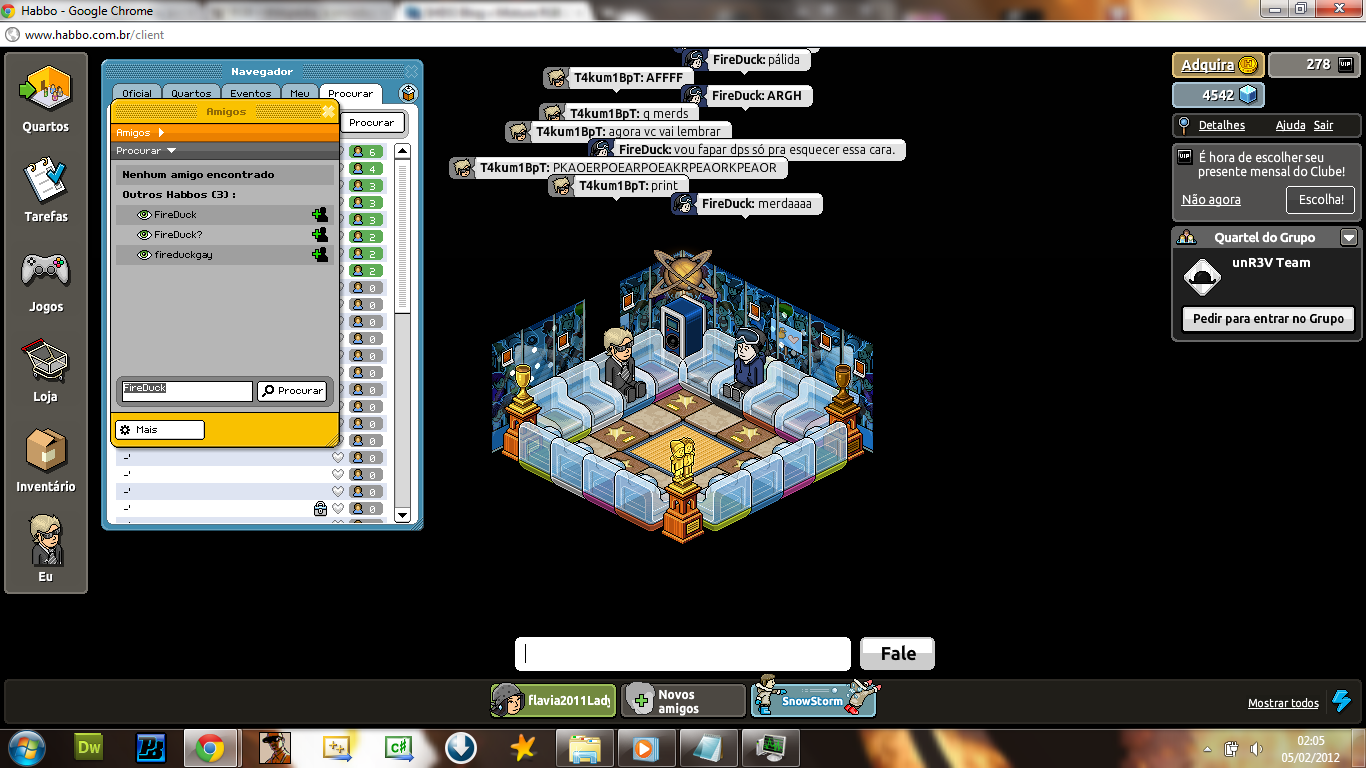 Habbo - Google Chrome
www.habbo.com.br/client
Quartos
Tarefas
Jogos
Loja
Inventário
Eu
Navegador
Oficial
Quartos
Eventos
Meu
Procurar
Procurar
Amigos
Amigos
Procurar
Nenhum amigo encontrado
Outros Habbos (3) :
FireDuck
FireDuck?
fireduckgay
FireDuck
Procurar
Mais
6
4
3
3
3
2
2
2
0
0
0
0
0
0
0
0
0
0
-' 0
-' 0
-' 0
-' 0
FireDuck: pálida
T4kum1BpT: AFFFF
FireDuck: ARGH
T4kum1BpT: g merds
T4kum1BpT: agora vc vai lembrar
FireDuck: vou fapar dps só pra esquecer essa cara.
T4kum1BpT: PKAOERPOEARPOEAKRPEAORKPEAOR
T4kum1BpT: print
FireDuck: merdaaaa
Adquira
278 VIP
4542
Detalhes Ajuda Sair
VIP
É hora de escolher seu
presente mensal do Clube!
Não agora
Escolha!
Quartel do Grupo
unR3V Team
Pedir para entrar no Grupo
Fale
flavia2011Lady
Novos
amigos
SnowStorm
Mostrar todos
Dw
C#
02:05
05/02/2012